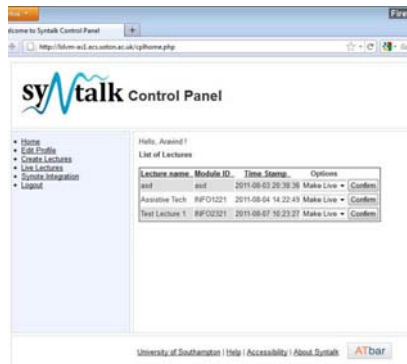 Fire
elcome to Syntalk Control Panel
+
http://lslvm-as1.ecs.soton.ac.uk/cplhome.php
syNtalk Control Panel
Home
Edit Profile
Create Lectures
Live Lectures
Synote Integration
Logout
Hello, Aravind !
List of Lectures
Lecture name Module ID Time Stamp Options
asd asd 2011-08-03 20:38:36 Make Live Confirm
Assistive Tech INFO1221 2011-08-04 14:22:49 Make Live Confirm
Test Lecture 1 INFO2321 2011-08-07 10:23:27 Make Live Confirm
University of Southampton | Help | Accessibility | About Syntalk ATbar